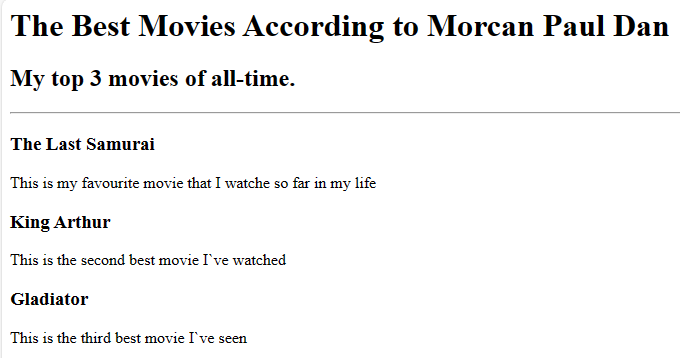 The Best Movies According to Morcan Paul Dan
My top 3 movies of all-time.
The Last Samurai
This is my favourite movie that I watche so far in my life
King Arthur
This is the second best movie I`ve watched
Gladiator
This is the third best movie I`ve seen